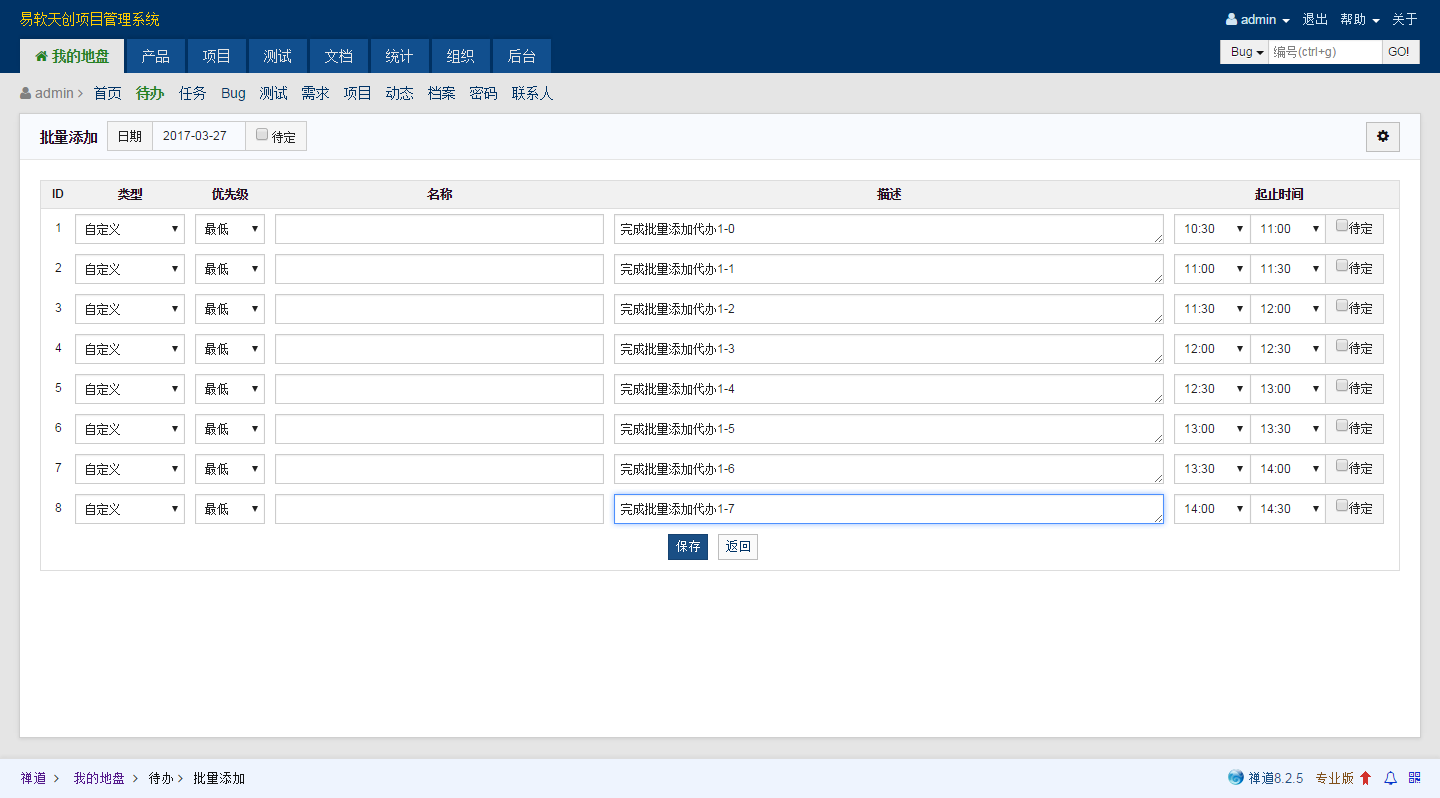 易软天创项目管理系统
admin 退出 帮助 关于
我的地盘 产品 项目 测试 文档 统计 组织 后台
Bug 编号(ctrl+g) GO!
admin 首页 待办 任务 Bug 测试 需求 项目 动态 档案 密码 联系人
批量添加 日期 2017-03-27 待定
ID 类型 优先级 名称 描述 起止时间
1 自定义 最低 完成批量添加代办1-0 10:30 11:00 待定
2 自定义 最低 完成批量添加代办1-1 11:00 11:30 待定
3 自定义 最低 完成批量添加代办1-2 11:30 12:00 待定
4 自定义 最低 完成批量添加代办1-3 12:00 12:30 待定
5 自定义 最低 完成批量添加代办1-4 12:30 13:00 待定
6 自定义 最低 完成批量添加代办1-5 13:00 13:30 待定
7 自定义 最低 完成批量添加代办1-6 13:30 14:00 待定
8 自定义 最低 完成批量添加代办1-7 14:00 14:30 待定
保存 返回
禅道 我的地盘 待办 批量添加 禅道8.2.5 专业版